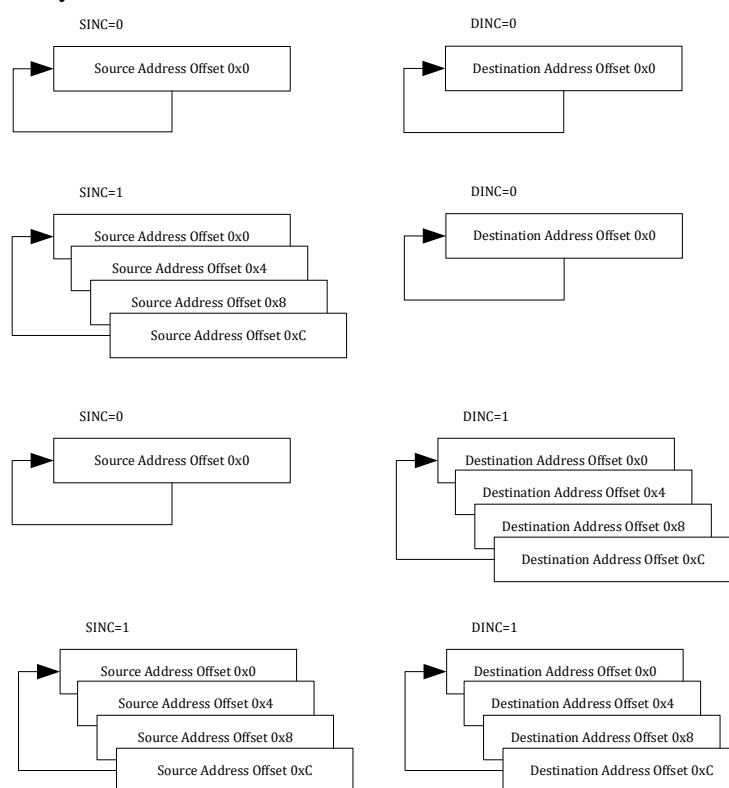 SINC=0
DINC=0
Source Address Offset 0x0
Destination Address Offset 0x0
SINC=1
DINC=0
Source Address Offset 0x0
Source Address Offset 0x4
Source Address Offset 0x8
Source Address Offset 0xC
Destination Address Offset 0x0
SINC=0
DINC=1
Source Address Offset 0x0
Destination Address Offset 0x0
Destination Address Offset 0x4
Destination Address Offset 0x8
Destination Address Offset 0xC
SINC=1
DINC=1
Source Address Offset 0x0
Source Address Offset 0x4
Source Address Offset 0x8
Source Address Offset 0xC
Destination Address Offset 0x0
Destination Address Offset 0x4
Destination Address Offset 0x8
Destination Address Offset 0xC